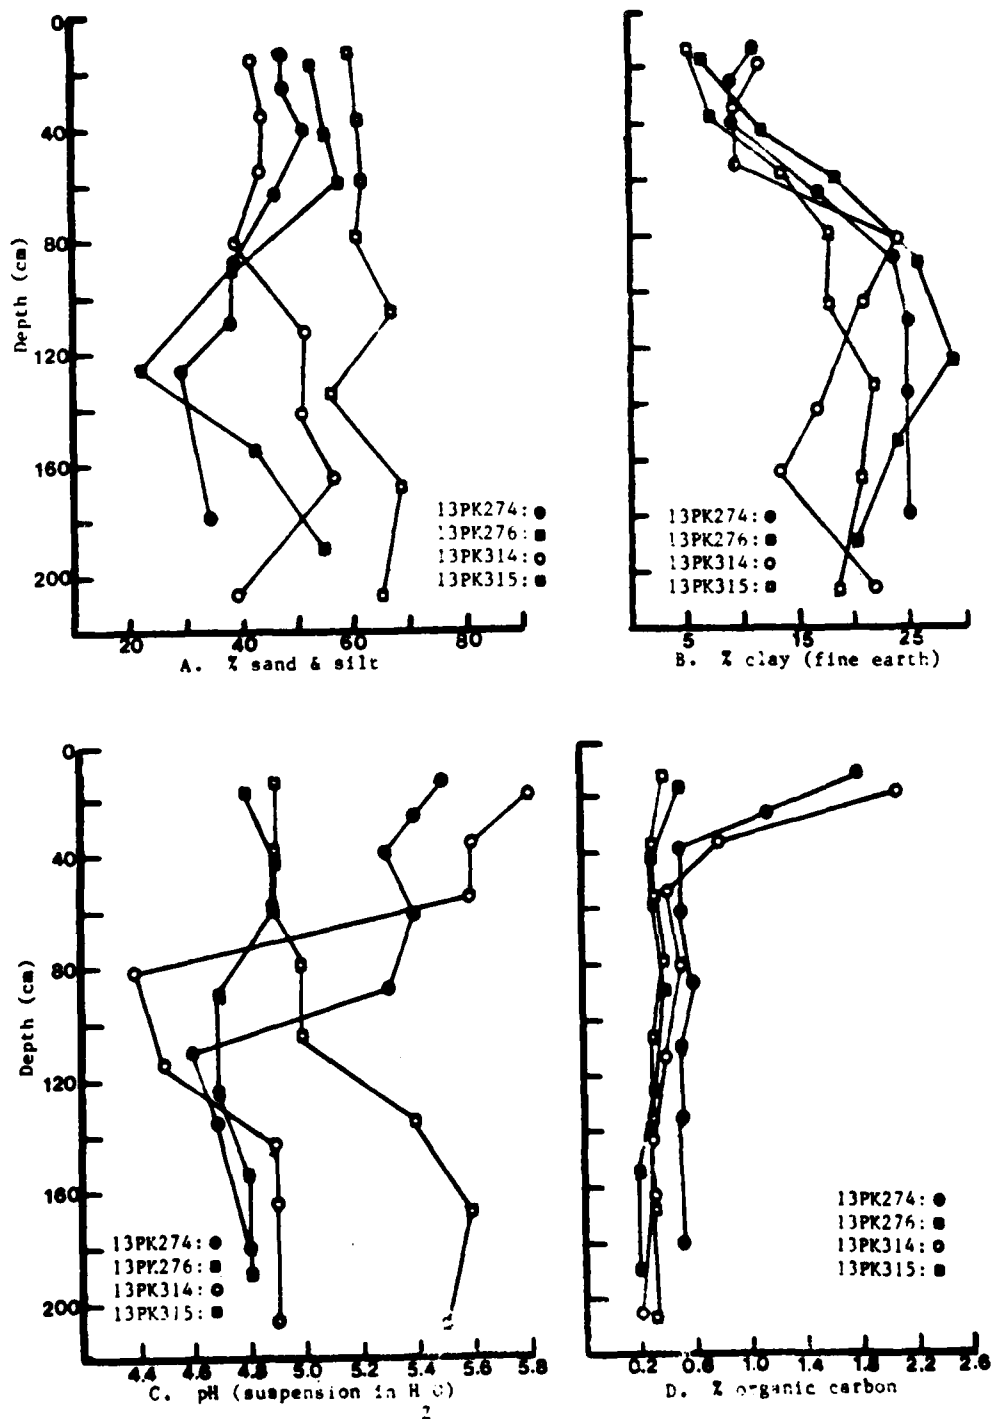 0
40
80
120
160
200
Depth (cm)
13PK274:
13PK276:
13PK314:
13PK315:
20 40 60 80
A. % sand & silt
13PK274:
13PK276:
13PK314:
13PK315:
5 15 25
B. % clay (fine earth)
0
40
80
120
160
200
Depth (cm)
13PK274:
13PK276:
13PK314:
13PK315:
4.4 4.8 5.0 5.2 5.4 5.6 5.8
C. pH (suspension in H O)
2
13PK274:
13PK276:
13PK314:
13PK315:
0.2 0.6 1.0 1.4 1.8 2.2 2.6
D. % organic carbon